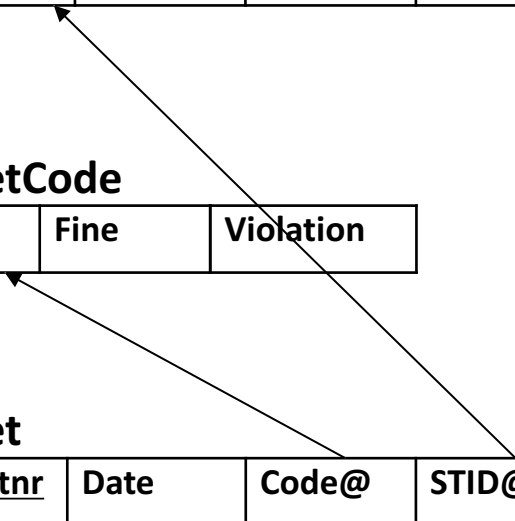 etCode
Fine Violation
et
tnr Date Code@ STID@